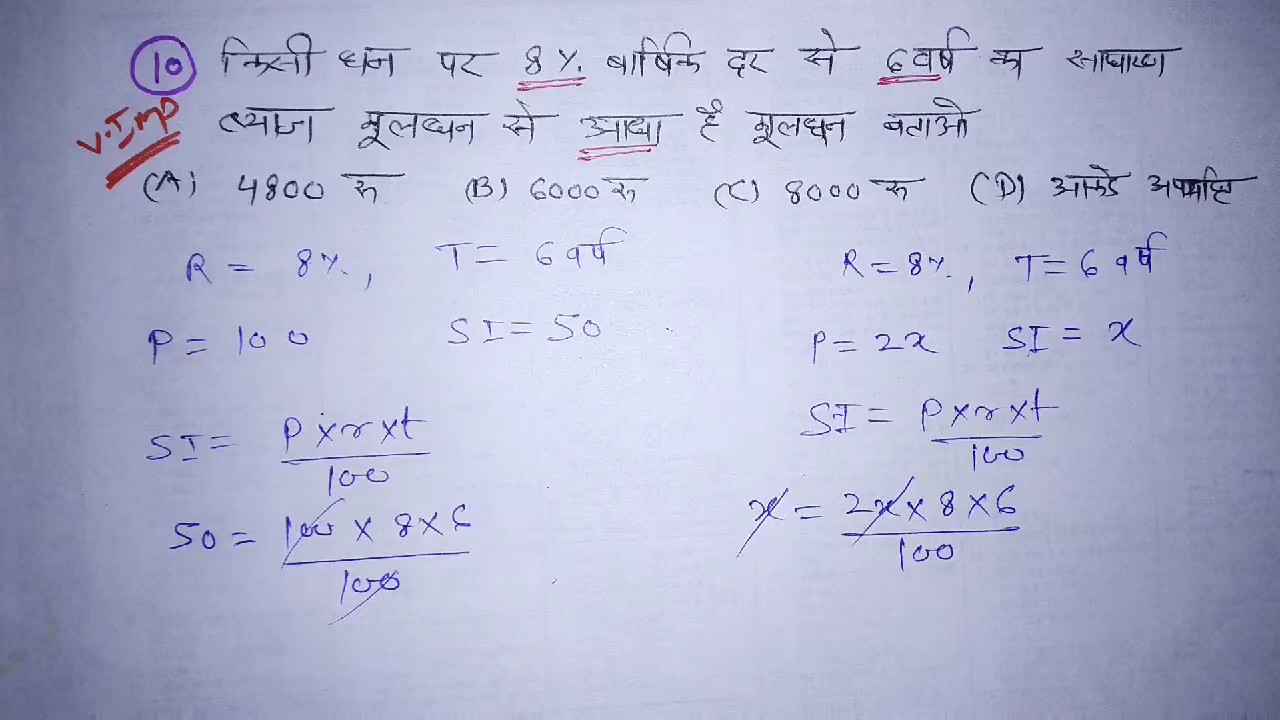 10 किसी धन पर 8% वार्षिक दर से 6 वर्ष का साधारण
V.Imp ब्याज मूलधन से आधा है मूलधन बताओ
(A) 4800 रू (B) 6000 रू (C) 8000 रू (D) आकडे अपर्याप्त
R = 8%, T = 6 वर्ष R = 8%, T = 6 वर्ष
P = 100 SI = 50 P = 2x SI = x
SI = P×r×t/100 SI = P×r×t/100
50 = 100 × 8 × 6/100 x = 2x × 8 × 6/100